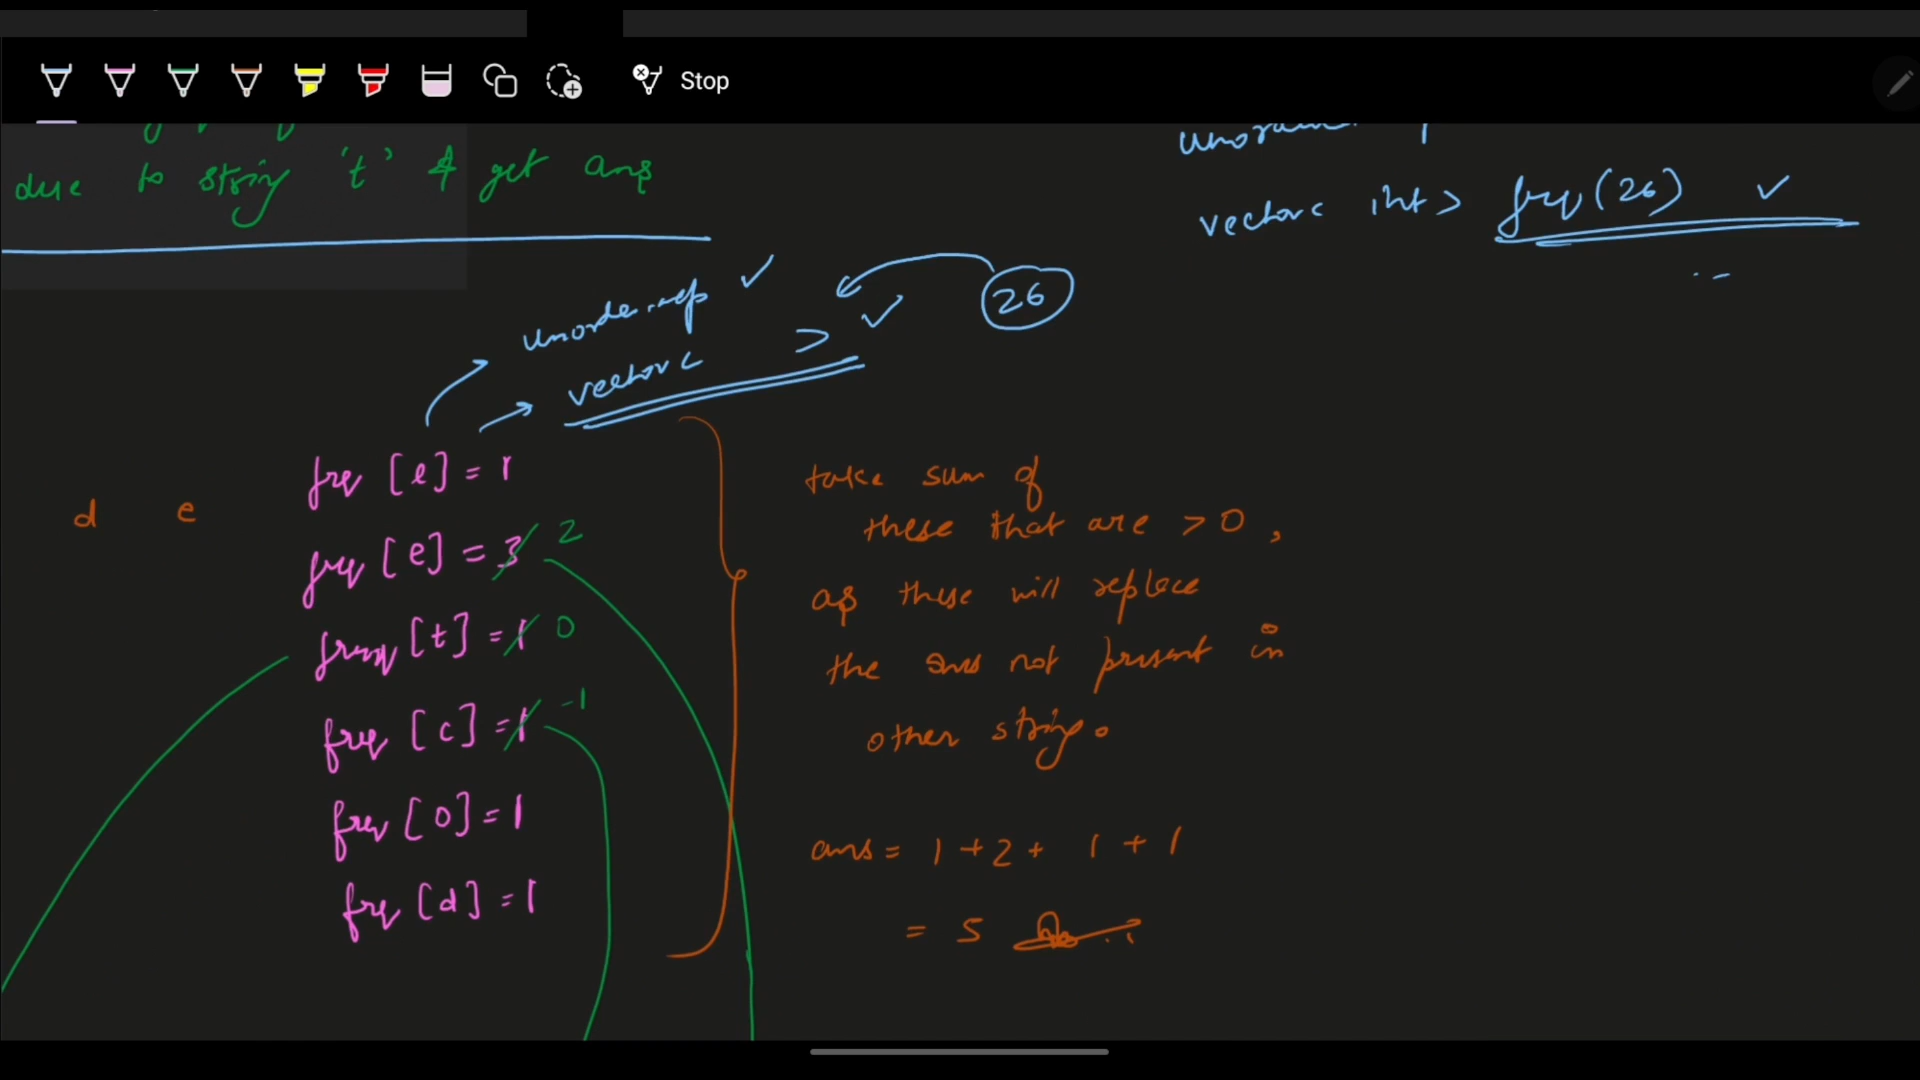 Stop
due to string 't' & get ans
vector< int> freq(26) ✓
unorde.map ✓
26
vector< > ✓
d e
freq [l] = 1
freq [e] = 3 2
freq [t] = 1 0
freq [c] = 1 -1
freq [o] = 1
freq [d] = 1
take sum of
these that are > 0 ,
as these will replace
the not present in
other string.
ans = 1 + 2 + 1 + 1
= 5